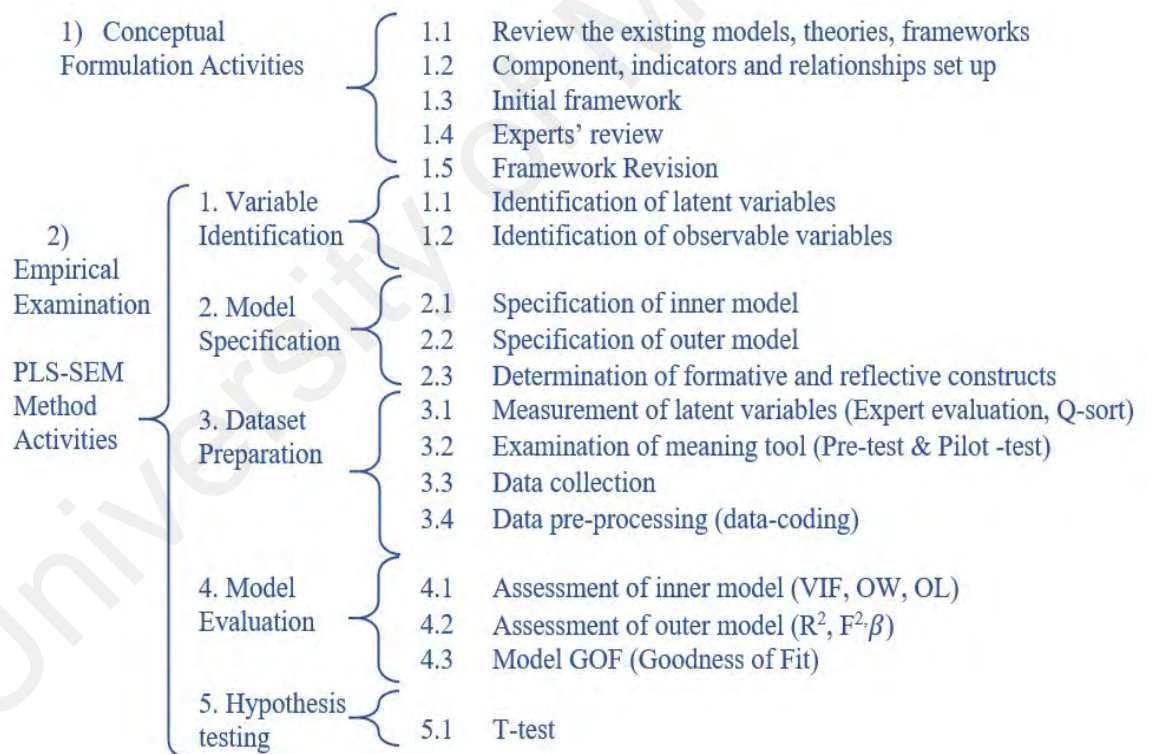 1) Conceptual
Formulation Activities
1.1 Review the existing models, theories, frameworks
1.2 Component, indicators and relationships set up
1.3 Initial framework
1.4 Experts' review
1.5 Framework Revision
2)
Empirical
Examination
PLS-SEM
Method
Activities
1. Variable
Identification
1.1 Identification of latent variables
1.2 Identification of observable variables
2. Model
Specification
2.1 Specification of inner model
2.2 Specification of outer model
2.3 Determination of formative and reflective constructs
3. Dataset
Preparation
3.1 Measurement of latent variables (Expert evaluation, Q-sort)
3.2 Examination of meaning tool (Pre-test & Pilot -test)
3.3 Data collection
3.4 Data pre-processing (data-coding)
4. Model
Evaluation
4.1 Assessment of inner model (VIF, OW, OL)
4.2 Assessment of outer model (R², F²,β)
4.3 Model GOF (Goodness of Fit)
5. Hypothesis
testing
5.1 T-test
University of M